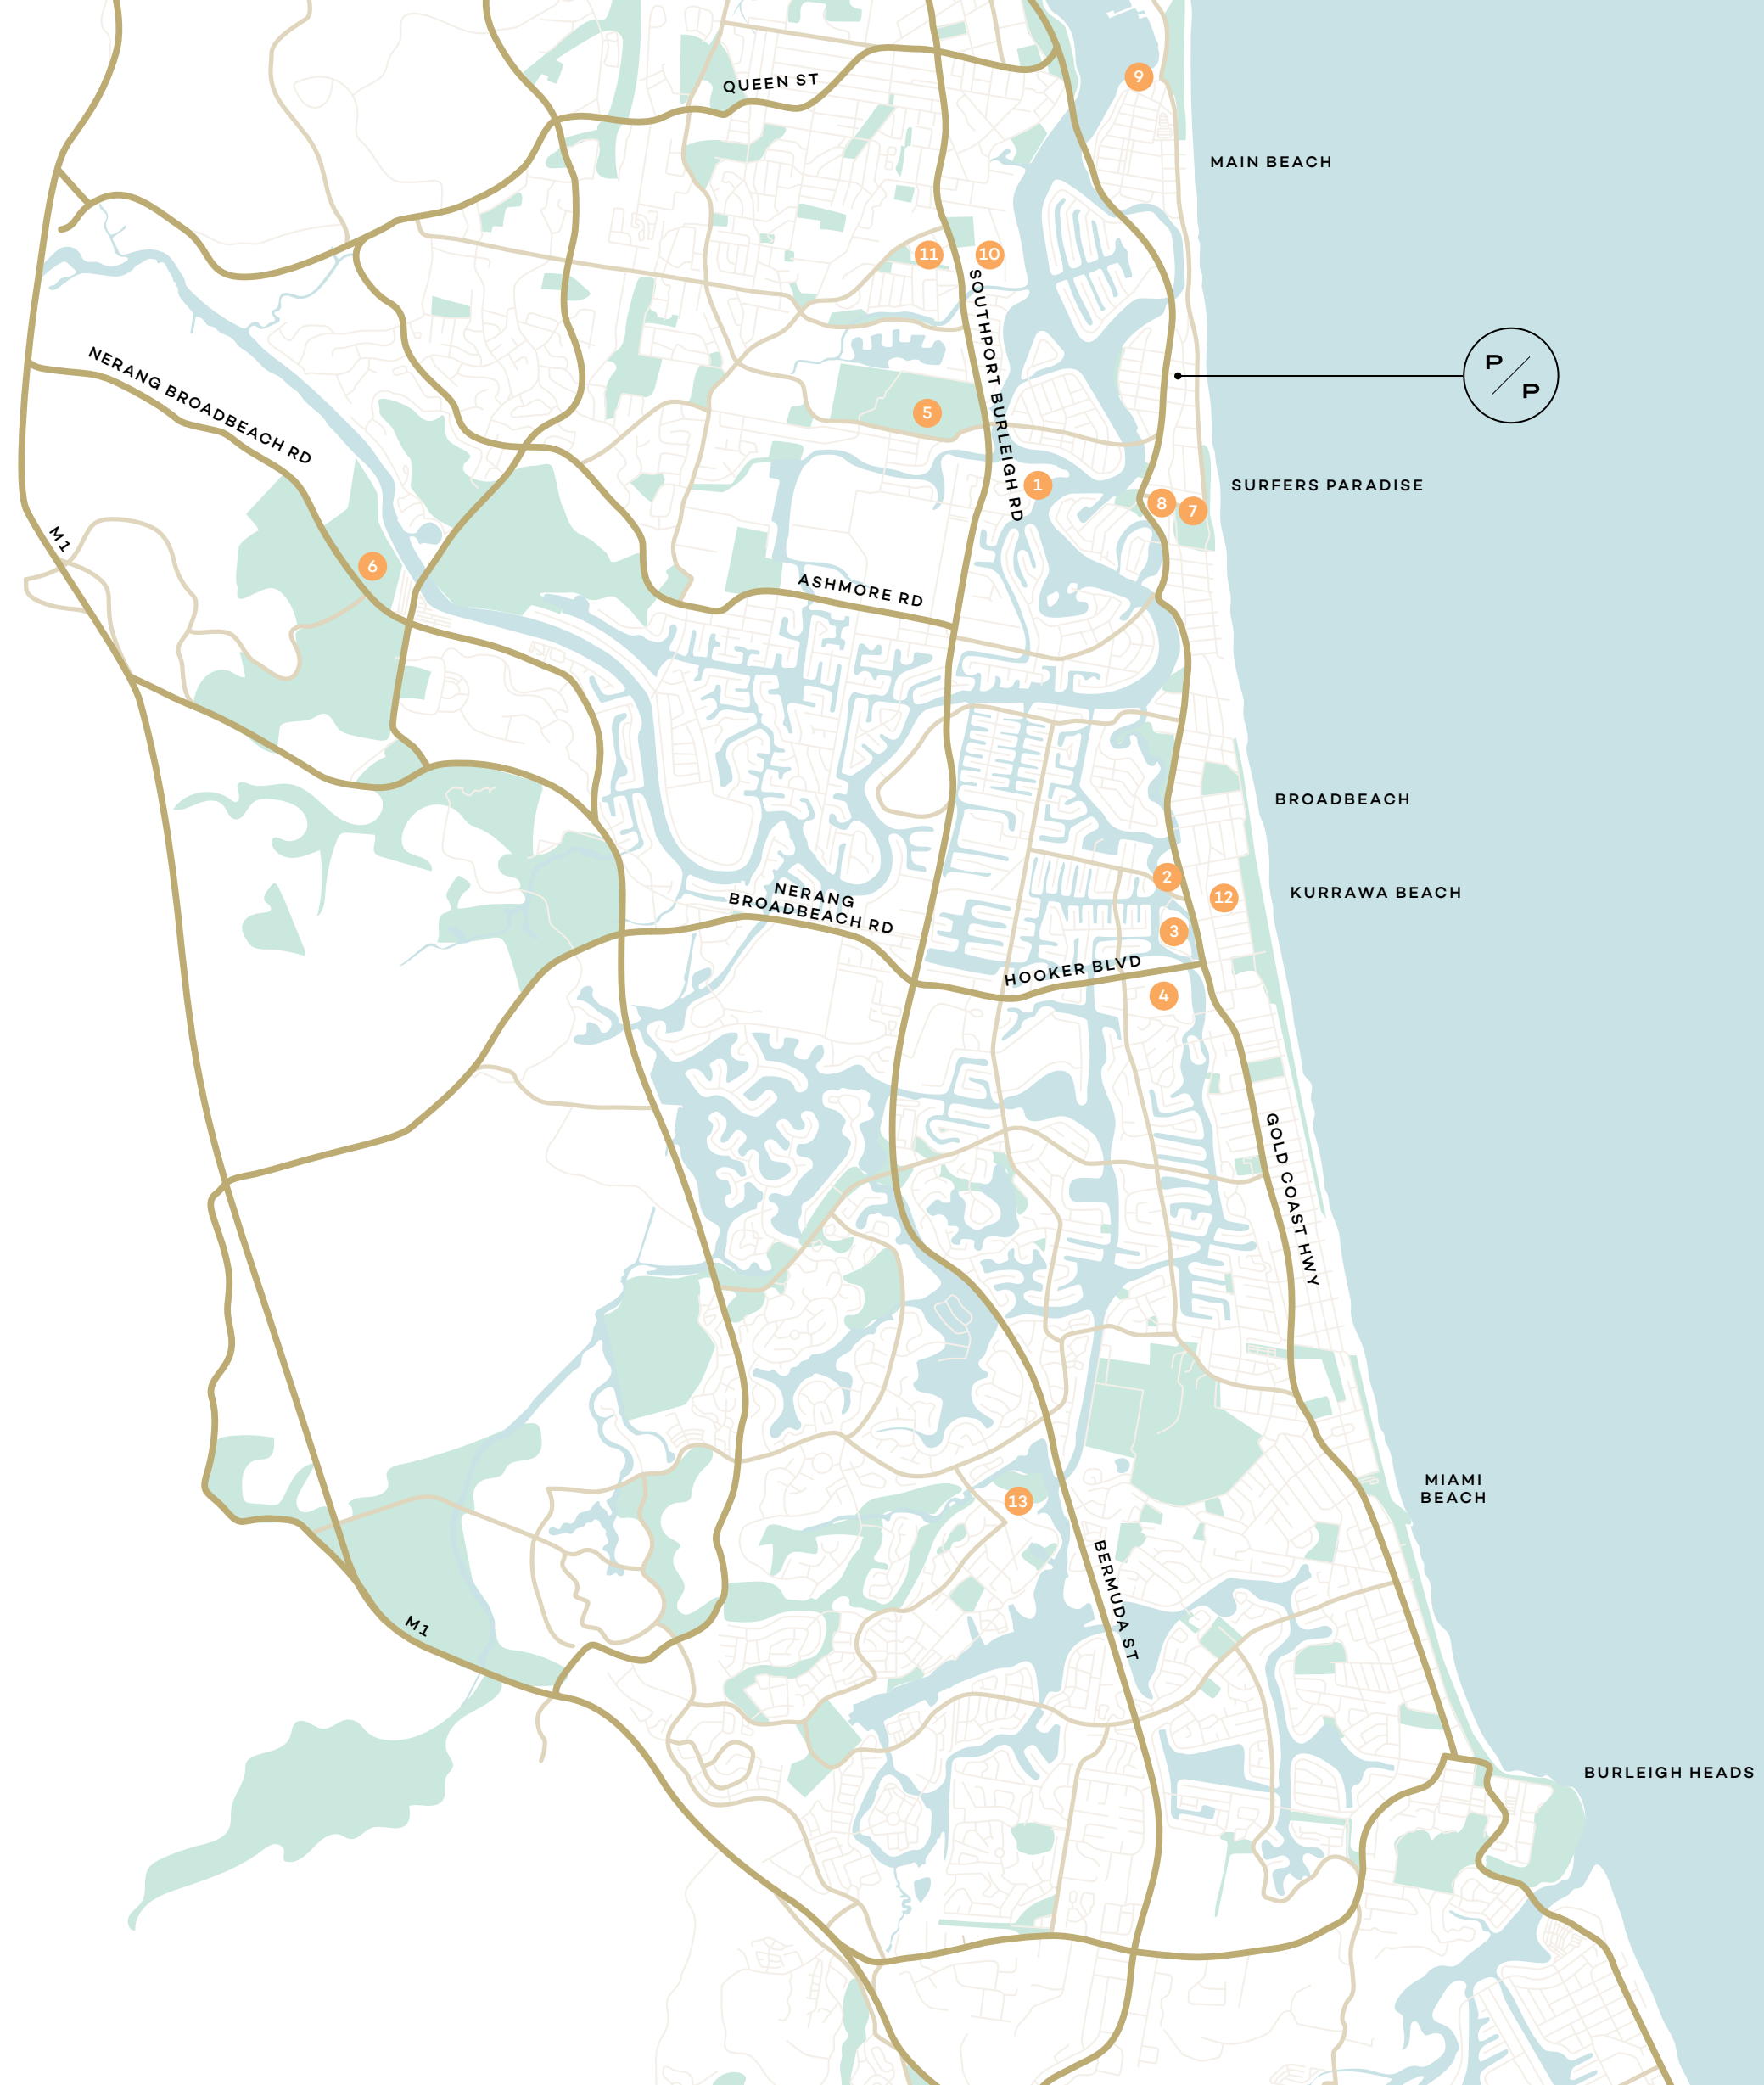 9
QUEEN ST
MAIN BEACH
11
10
SOUTHPORT BURLEIGH RD
P
P
NERANG BROADBEACH RD
5
1
SURFERS PARADISE
8
7
M1
6
ASHMORE RD
BROADBEACH
2
KURRAWA BEACH
12
NERANG
BROADBEACH RD
3
HOOKER BLVD
4
GOLD COAST HWY
MIAMI
BEACH
13
BERMUDA ST
M1
BURLEIGH HEADS